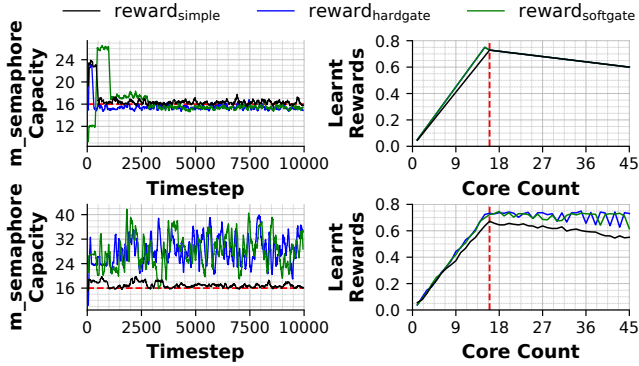 reward_simple reward_hardgate reward_softgate
m_semaphore
Capacity
24
20
16
12
0 2500 5000 7500 10000
Timestep
Learnt
Rewards
0.8
0.6
0.4
0.2
0.0
0 9 18 27 36 45
Core Count
m_semaphore
Capacity
40
32
24
16
0 2500 5000 7500 10000
Timestep
Learnt
Rewards
0.8
0.6
0.4
0.2
0.0
0 9 18 27 36 45
Core Count